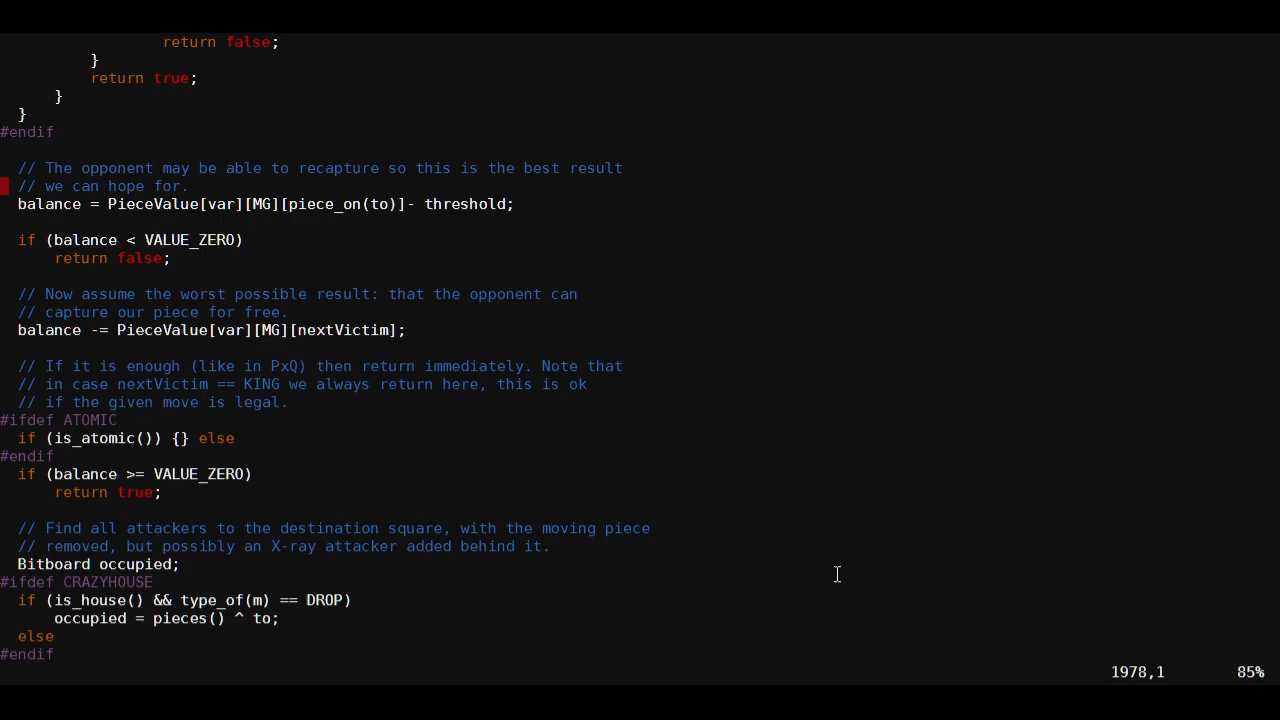 return false;
}
return true;
}
}
#endif
// The opponent may be able to recapture so this is the best result
// we can hope for.
balance = PieceValue[var][MG][piece_on(to)]- threshold;
if (balance < VALUE_ZERO)
return false;
// Now assume the worst possible result: that the opponent can
// capture our piece for free.
balance -= PieceValue[var][MG][nextVictim];
// If it is enough (like in PxQ) then return immediately. Note that
// in case nextVictim == KING we always return here, this is ok
// if the given move is legal.
#ifdef ATOMIC
if (is_atomic()) {} else
#endif
if (balance >= VALUE_ZERO)
return true;
// Find all attackers to the destination square, with the moving piece
// removed, but possibly an X-ray attacker added behind it.
Bitboard occupied;
#ifdef CRAZYHOUSE
if (is_house() && type_of(m) == DROP)
occupied = pieces() ^ to;
else
#endif
1978,1 85%